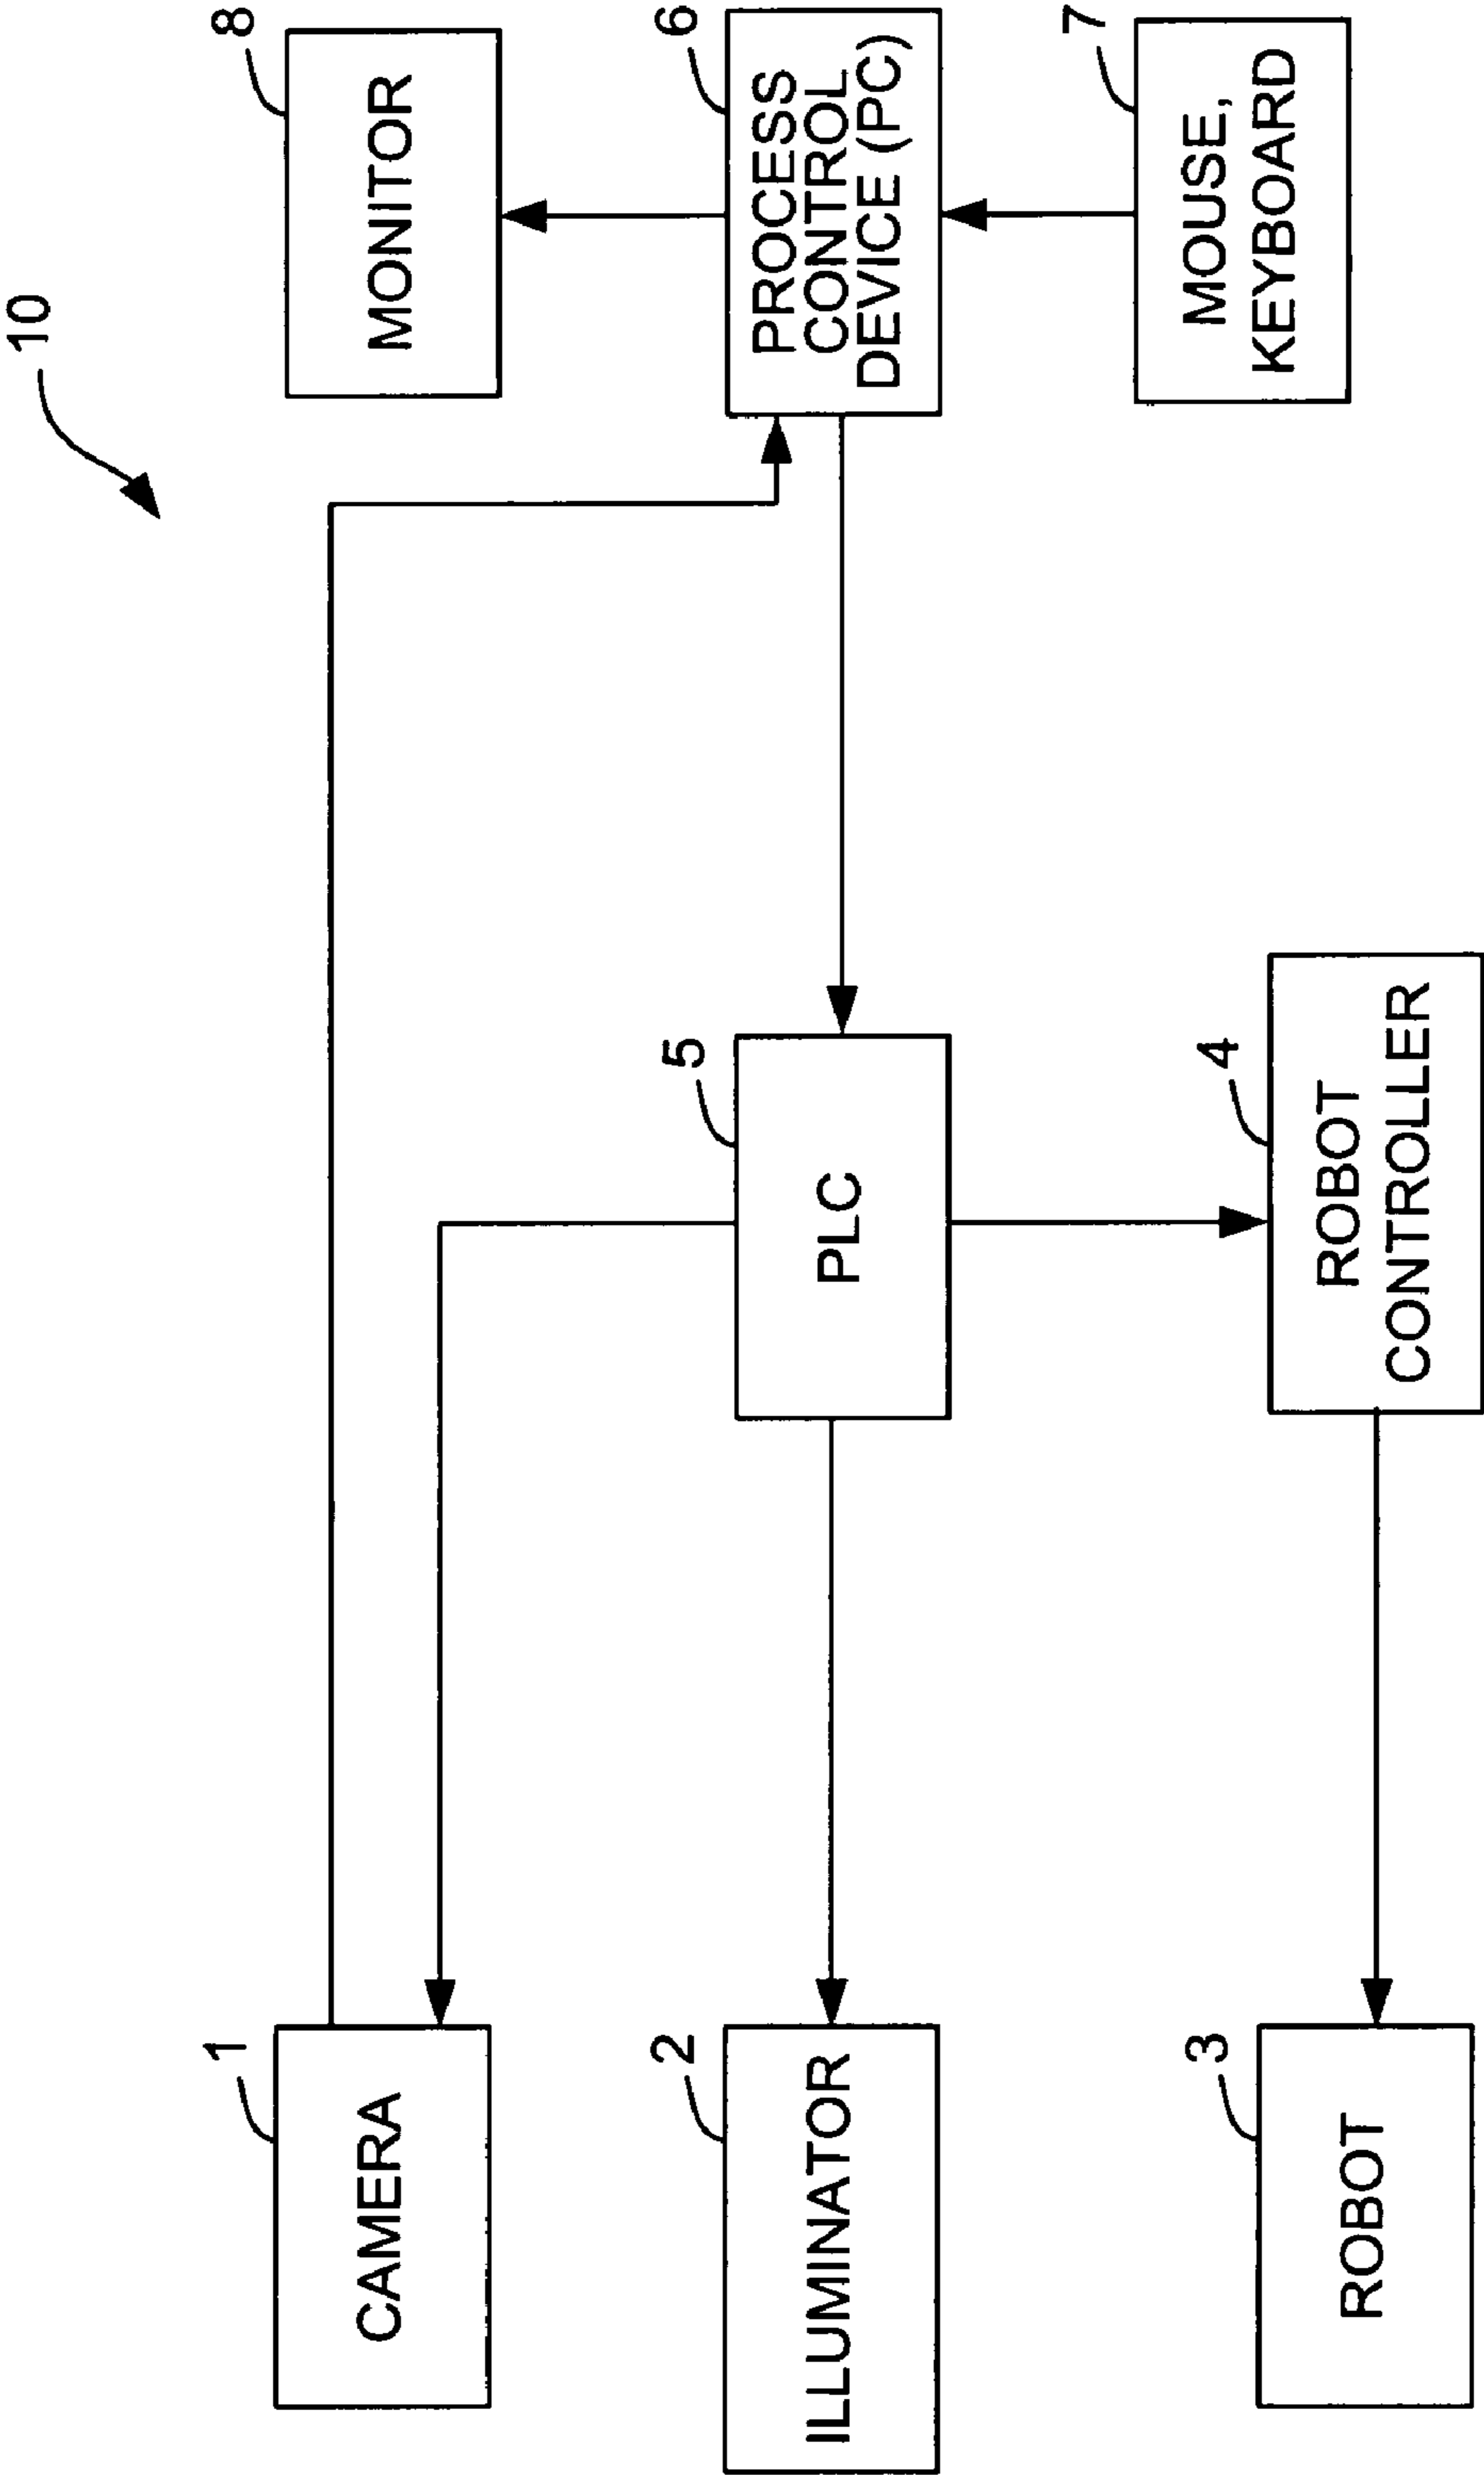 10
1
CAMERA
8
MONITOR
2
ILLUMINATOR
5
PLC
6
PROCESS
CONTROL
DEVICE (PC)
3
ROBOT
4
ROBOT
CONTROLLER
7
MOUSE,
KEYBOARD